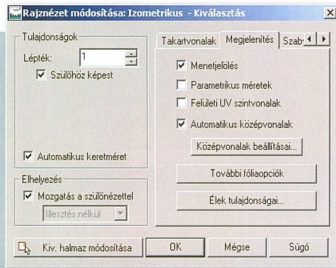 Rajznézet módosítása: Izometrikus - Kiválasztás
Tulajdonságok
Lépték: 1
Szülőhöz képest
Automatikus keretméret
Elhelyezés
Mozgatás a szülőnézettel
Illesztés nélkül
Takartvonalak Megjelenítés Szab
Menetjelölés
Parametrikus méretek
Felületi UV szintvonalak
Automatikus középvonalak
Középvonalak beállításai...
További fóliaopciók
Élek tulajdonságai...
Kiv. halmaz módosítása OK Mégse Súgó